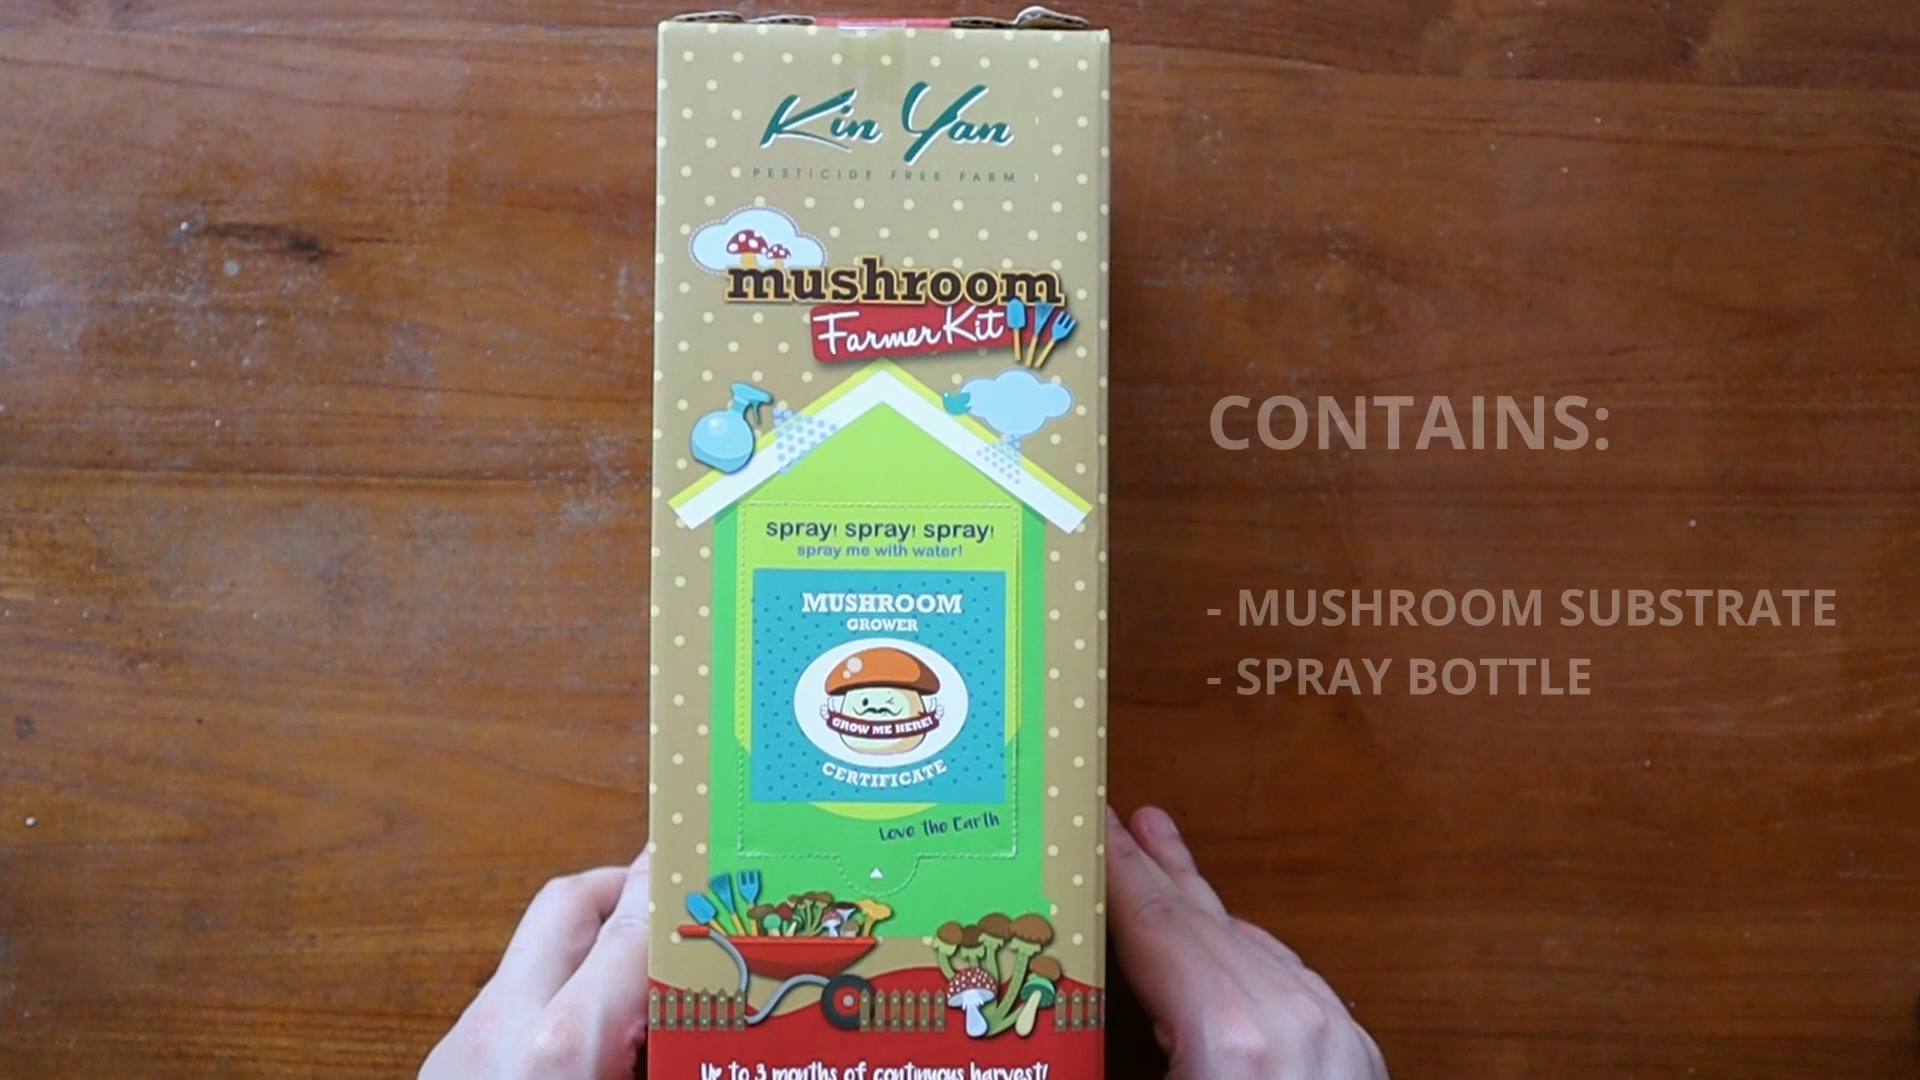 Kin Yan
PESTICIDE FREE FARM
mushroom
Farmer Kit
spray! spray! spray!
spray me with water!
MUSHROOM
GROWER
GROW ME HERE!
CERTIFICATE
Love the Earth
Up to 3 months of continuous harvest!
CONTAINS:
- MUSHROOM SUBSTRATE
- SPRAY BOTTLE